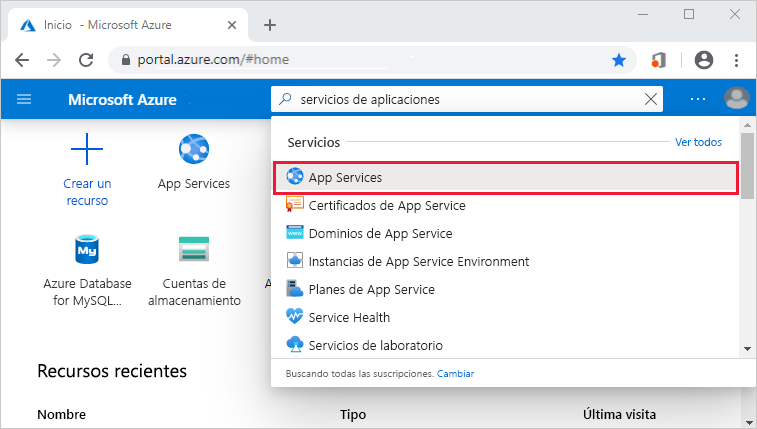 Inicio - Microsoft Azure
portal.azure.com/#home
Microsoft Azure
servicios de aplicaciones
Servicios
Ver todos
App Services
Certificados de App Service
Dominios de App Service
Instancias de App Service Environment
Planes de App Service
Service Health
Servicios de laboratorio
Buscando todas las suscripciones. Cambiar
Crear un
recurso
App Services
My
Azure Database
for MySQL...
Cuentas de
almacenamiento
A
Recursos recientes
Nombre
Tipo
Última visita